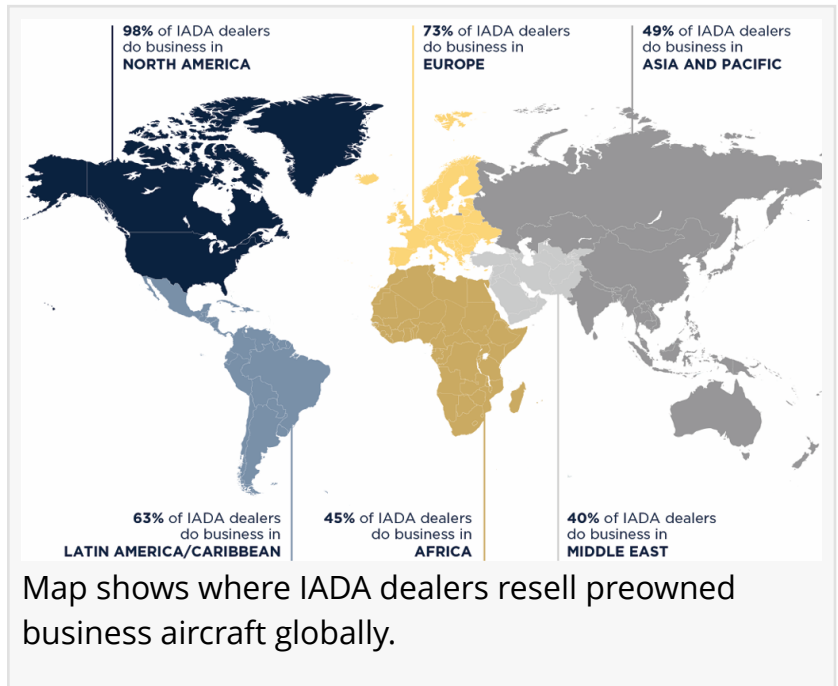 98% of IADA dealers
do business in
NORTH AMERICA
73% of IADA dealers
do business in
EUROPE
49% of IADA dealers
do business in
ASIA AND PACIFIC
63% of IADA dealers
do business in
LATIN AMERICA/CARIBBEAN
45% of IADA dealers
do business in
AFRICA
40% of IADA dealers
do business in
MIDDLE EAST
Map shows where IADA dealers resell preowned
business aircraft globally.